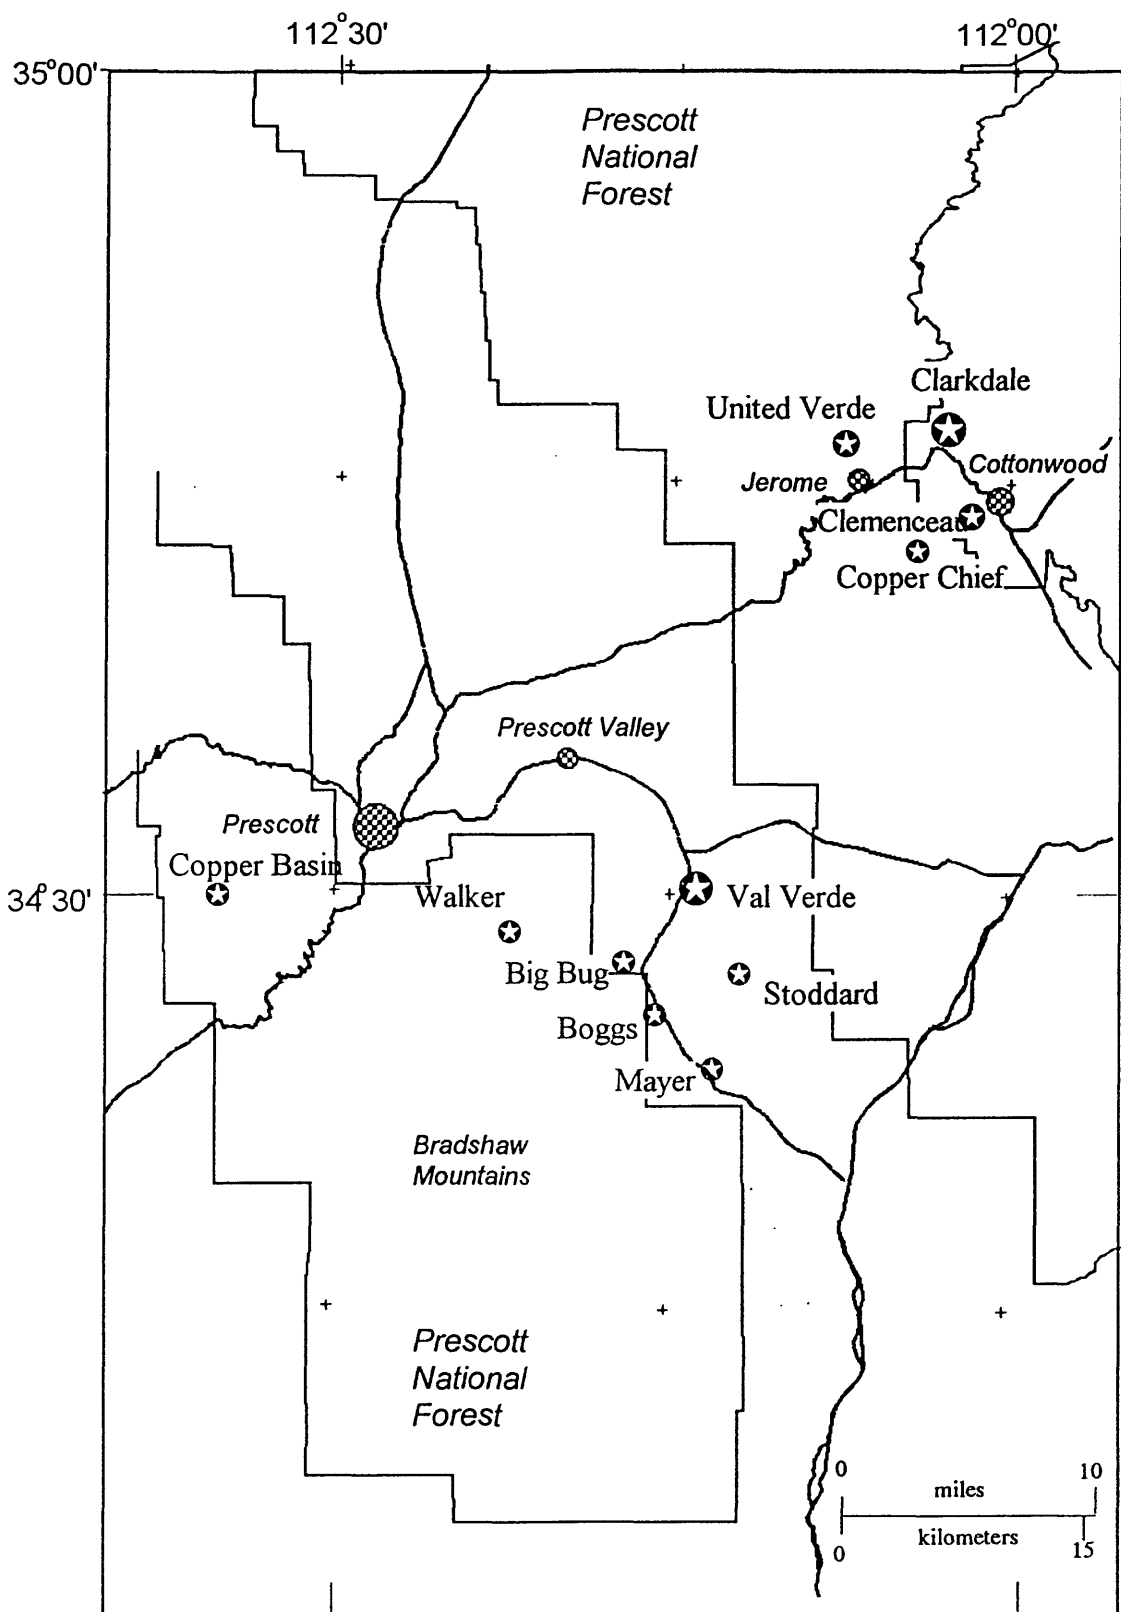 112°30'
112°00'
35°00'
Prescott
National
Forest
Clarkdale
United Verde
Cottonwood
Jerome
Clemenceau
Copper Chief
Prescott Valley
Prescott
Copper Basin
34°30'
Walker
Val Verde
Big Bug
Stoddard
Boggs
Mayer
Bradshaw
Mountains
Prescott
National
Forest
0
10
miles
kilometers
0
15